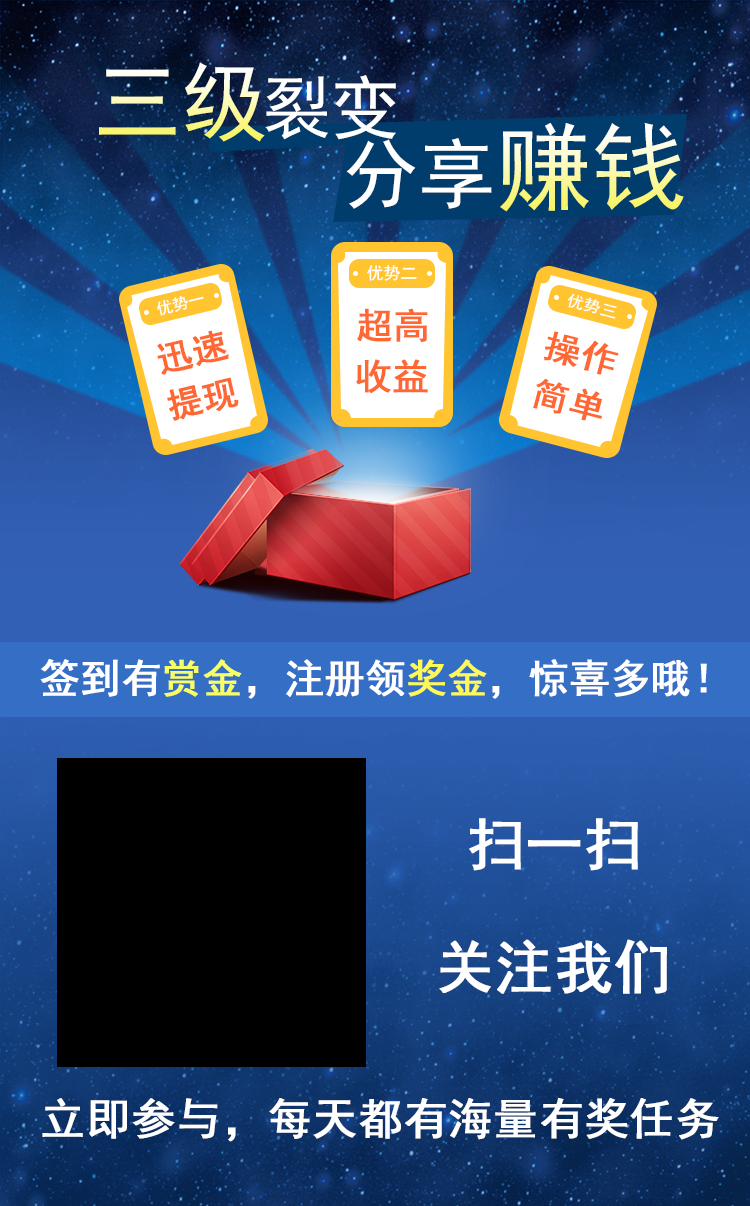 三级裂变
分享赚钱
优势一
迅速
提现
优势二
超高
收益
优势三
操作
简单
签到有赏金，注册领奖金，惊喜多哦！
扫一扫
关注我们
立即参与，每天都有海量有奖任务